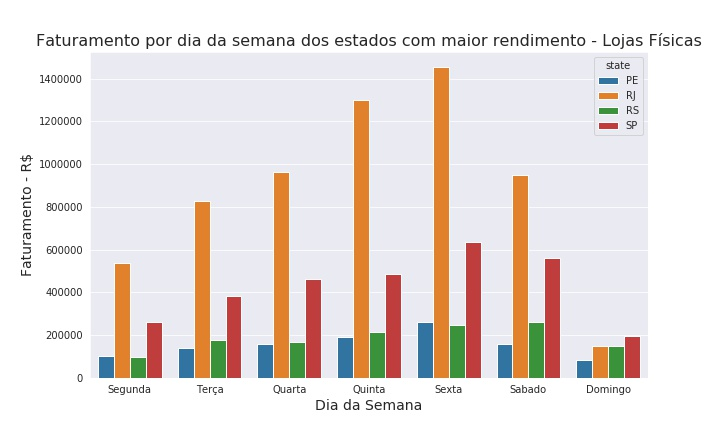 Faturamento por dia da semana dos estados com maior rendimento - Lojas Físicas
state
PE
RJ
RS
SP
Faturamento - R$
1400000
1200000
1000000
800000
600000
400000
200000
0
Segunda Terça Quarta Quinta Sexta Sabado Domingo
Dia da Semana